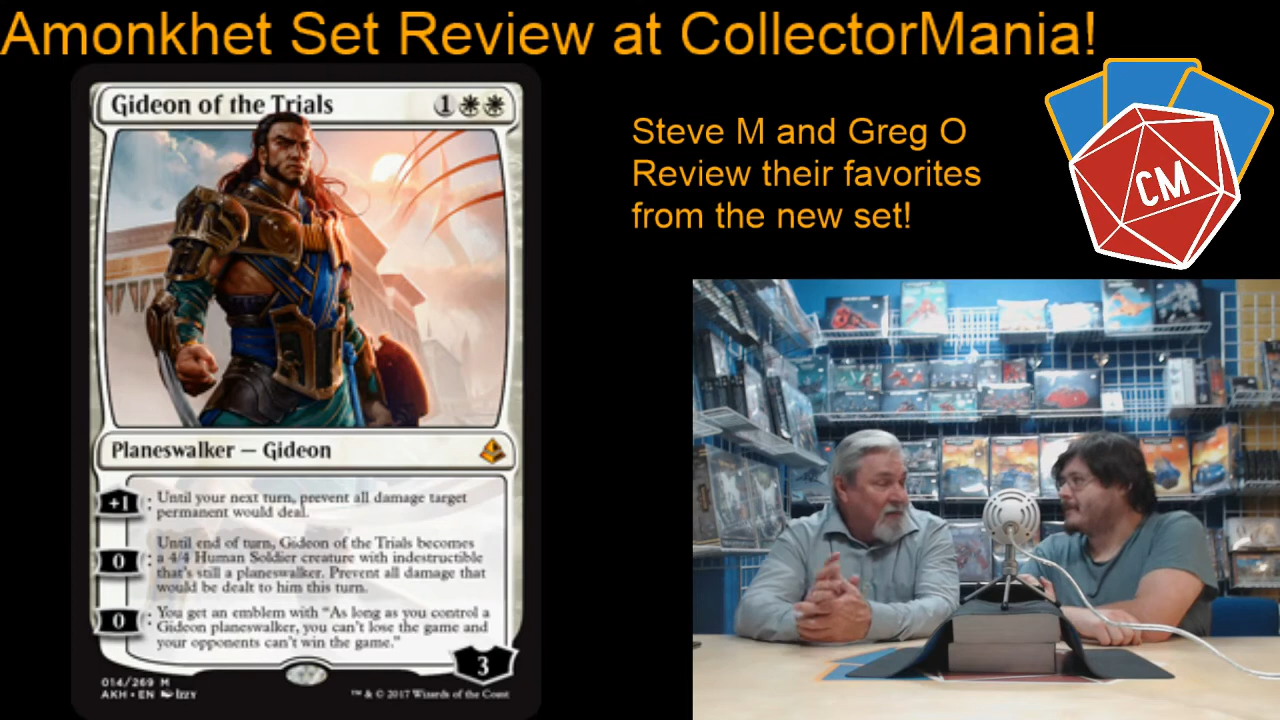 Amonkhet Set Review at CollectorMania!
Gideon of the Trials 1
Steve M and Greg O
Review their favorites
from the new set!
CM
Planeswalker — Gideon
+1 : Until your next turn, prevent all damage target
permanent would deal.
0 : Until end of turn, Gideon of the Trials becomes
a 4/4 Human Soldier creature with indestructible
that's still a planeswalker. Prevent all damage that
would be dealt to him this turn.
0 : You get an emblem with "As long as you control a
Gideon planeswalker, you can't lose the game and
your opponents can't win the game."
3
014/269 M
AKH • EN Izzy
™ & © 2017 Wizards of the Coast